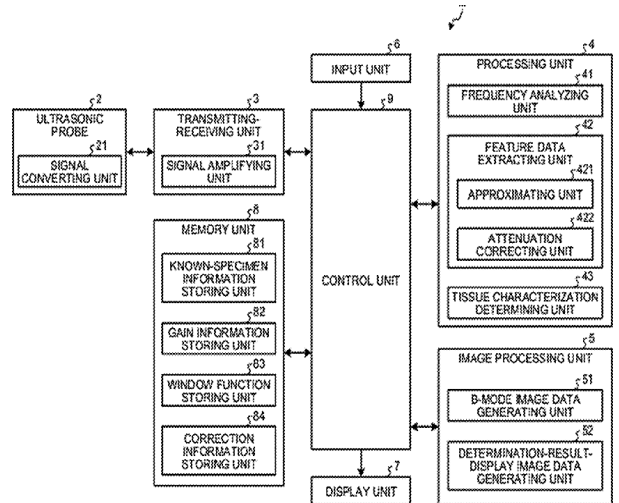 6
INPUT UNIT
2
ULTRASONIC
PROBE
21
SIGNAL
CONVERTING UNIT
3
TRANSMITTING-
RECEIVING UNIT
31
SIGNAL AMPLIFYING
UNIT
8
MEMORY UNIT
81
KNOWN-SPECIMEN
INFORMATION
STORING UNIT
82
GAIN INFORMATION
STORING UNIT
83
WINDOW FUNCTION
STORING UNIT
84
CORRECTION
INFORMATION
STORING UNIT
9
CONTROL UNIT
7
DISPLAY UNIT
4
PROCESSING UNIT
41
FREQUENCY ANALYZING
UNIT
42
FEATURE DATA
EXTRACTING UNIT
421
APPROXIMATING UNIT
422
ATTENUATION
CORRECTING UNIT
43
TISSUE CHARACTERIZATION
DETERMINING UNIT
5
IMAGE PROCESSING UNIT
51
B-MODE IMAGE DATA
GENERATING UNIT
52
DETERMINATION-RESULT-
DISPLAY IMAGE DATA
GENERATING UNIT